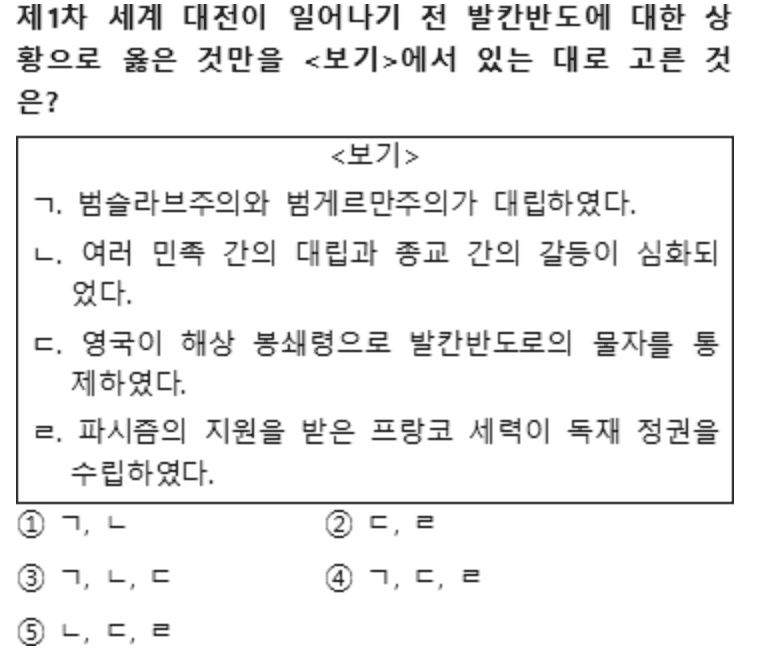 제1차 세계 대전이 일어나기 전 발칸반도에 대한 상
황으로 옳은 것만을 <보기>에서 있는 대로 고른 것
은?
<보기>
ㄱ. 범슬라브주의와 범게르만주의가 대립하였다.
ㄴ. 여러 민족 간의 대립과 종교 간의 갈등이 심화되
었다.
ㄷ. 영국이 해상 봉쇄령으로 발칸반도로의 물자를 통
제하였다.
ㄹ. 파시즘의 지원을 받은 프랑코 세력이 독재 정권을
수립하였다.
① ㄱ, ㄴ ② ㄷ, ㄹ
③ ㄱ, ㄴ, ㄷ ④ ㄱ, ㄷ, ㄹ
⑤ ㄴ, ㄷ, ㄹ